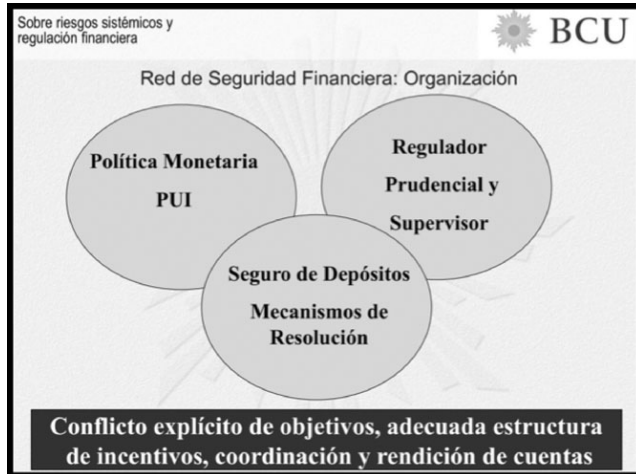 Sobre riesgos sistémicos y
regulación financiera
BCU
Red de Seguridad Financiera: Organización
Política Monetaria
PUI
Regulador
Prudencial y
Supervisor
Seguro de Depósitos
Mecanismos de
Resolución
Conflicto explícito de objetivos, adecuada estructura
de incentivos, coordinación y rendición de cuentas